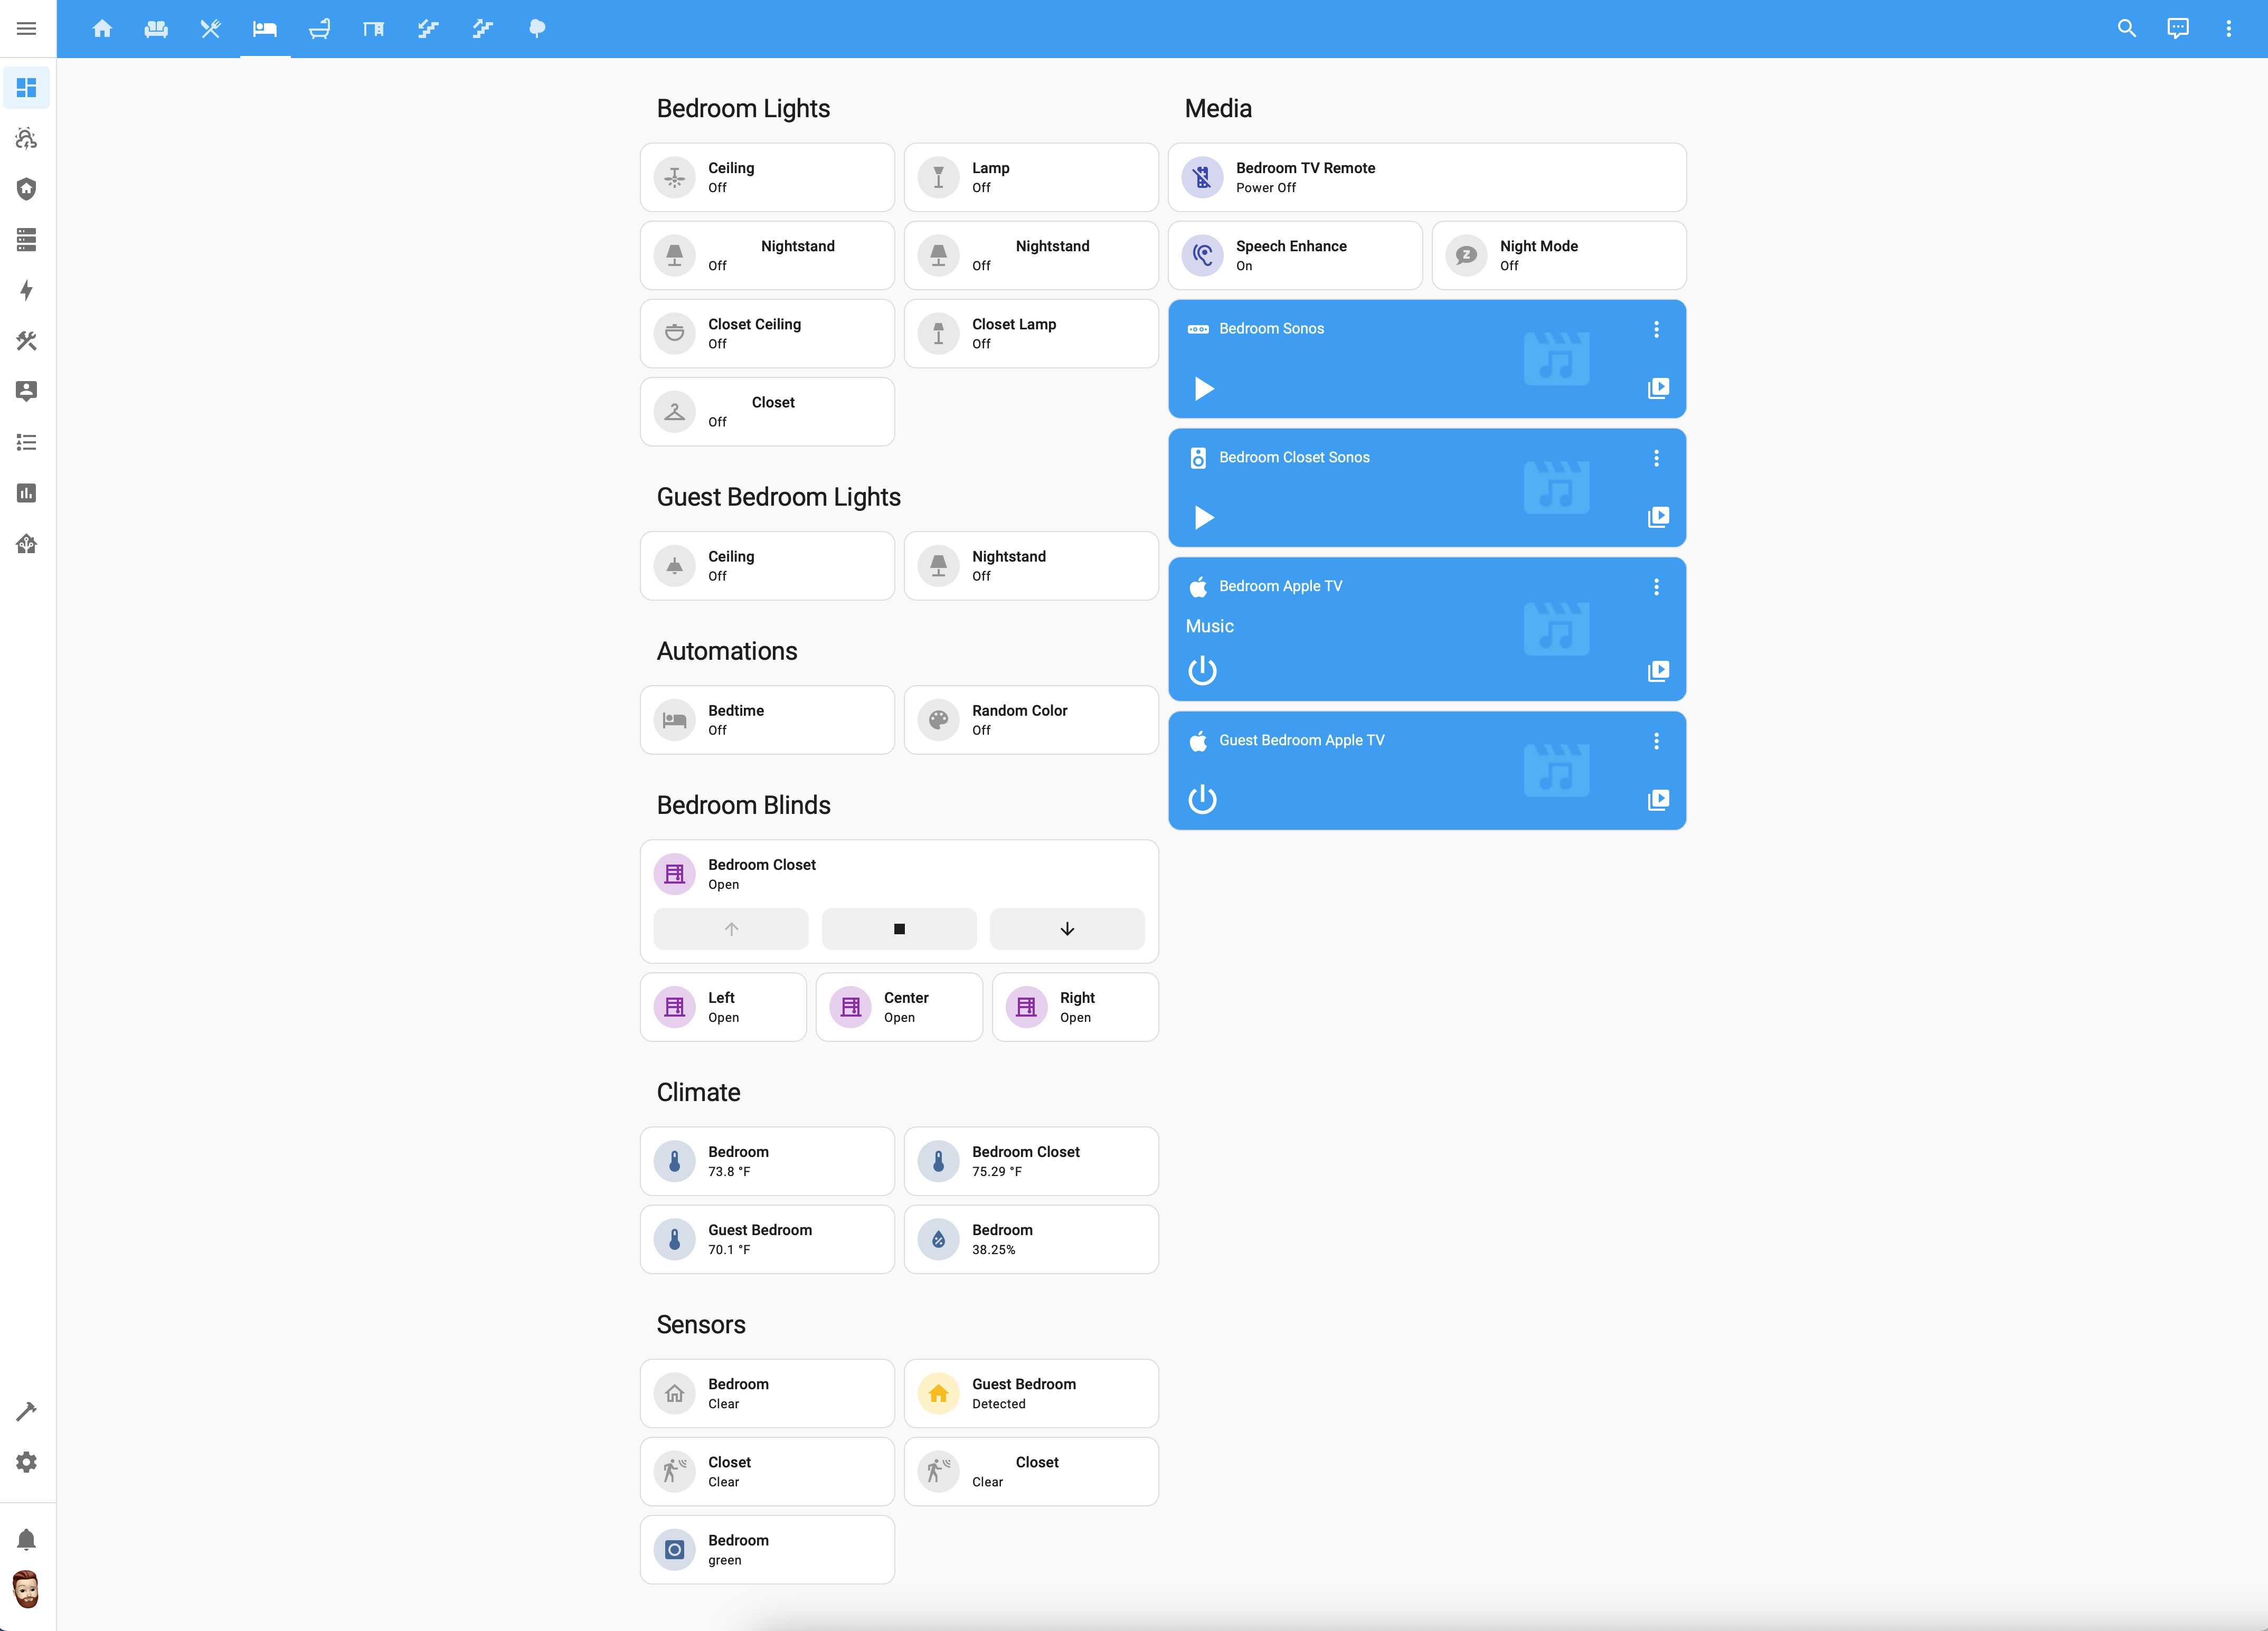 Bedroom Lights
Ceiling
Off
Lamp
Off
Nightstand
Off
Nightstand
Off
Closet Ceiling
Off
Closet Lamp
Off
Closet
Off
Guest Bedroom Lights
Ceiling
Off
Nightstand
Off
Automations
Bedtime
Off
Random Color
Off
Bedroom Blinds
Bedroom Closet
Open
Left
Open
Center
Open
Right
Open
Climate
Bedroom
73.8 °F
Bedroom Closet
75.29 °F
Guest Bedroom
70.1 °F
Bedroom
38.25%
Sensors
Bedroom
Clear
Guest Bedroom
Detected
Closet
Clear
Closet
Clear
Bedroom
green
Media
Bedroom TV Remote
Power Off
Speech Enhance
On
Night Mode
Off
Bedroom Sonos
Bedroom Closet Sonos
Bedroom Apple TV
Music
Guest Bedroom Apple TV